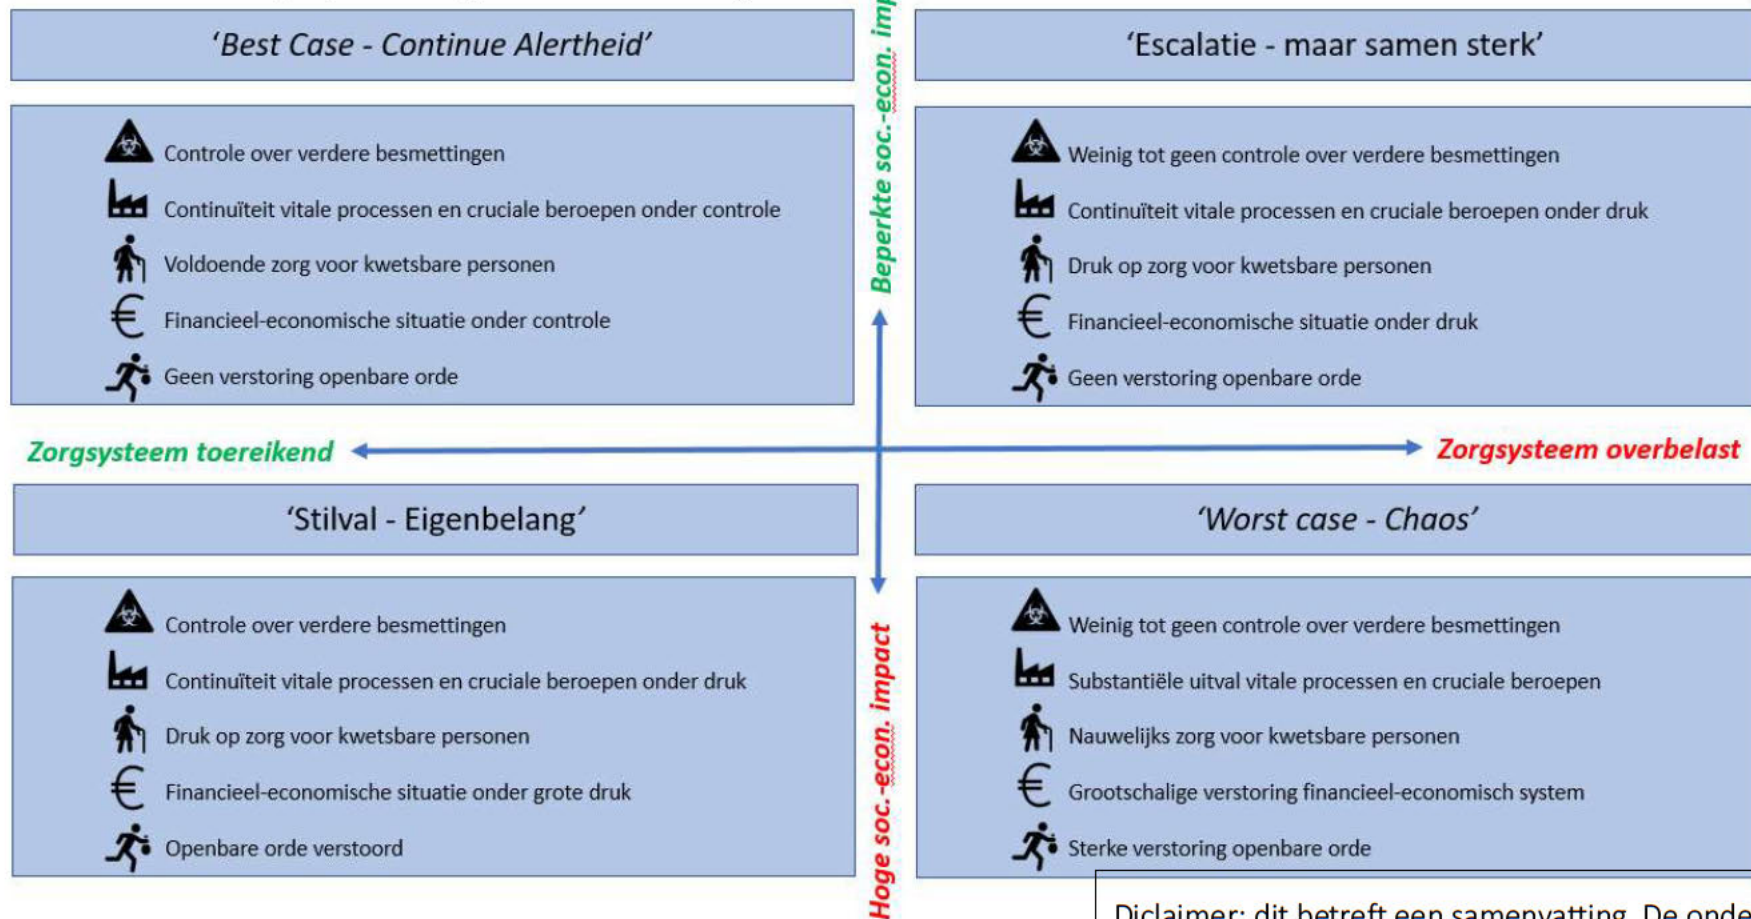 'Best Case - Continue Alertheid'
Controle over verdere besmettingen
Continuïteit vitale processen en cruciale beroepen onder controle
Voldoende zorg voor kwetsbare personen
€ Financieel-economische situatie onder controle
Geen verstoring openbare orde
Beperkte soc.-econ. imp
'Escalatie - maar samen sterk'
Weinig tot geen controle over verdere besmettingen
Continuïteit vitale processen en cruciale beroepen onder druk
Druk op zorg voor kwetsbare personen
€ Financieel-economische situatie onder druk
Geen verstoring openbare orde
Zorgsysteem toereikend
Zorgsysteem overbelast
'Stilval - Eigenbelang'
Controle over verdere besmettingen
Continuïteit vitale processen en cruciale beroepen onder druk
Druk op zorg voor kwetsbare personen
€ Financieel-economische situatie onder grote druk
Openbare orde verstoord
Hoge soc.-econ. impact
'Worst case - Chaos'
Weinig tot geen controle over verdere besmettingen
Substantiële uitval vitale processen en cruciale beroepen
Nauwelijks zorg voor kwetsbare personen
€ Grootschalige verstoring financieel-economisch system
Sterke verstoring openbare orde
Diclaimer: dit betreft een samenvatting. De onde